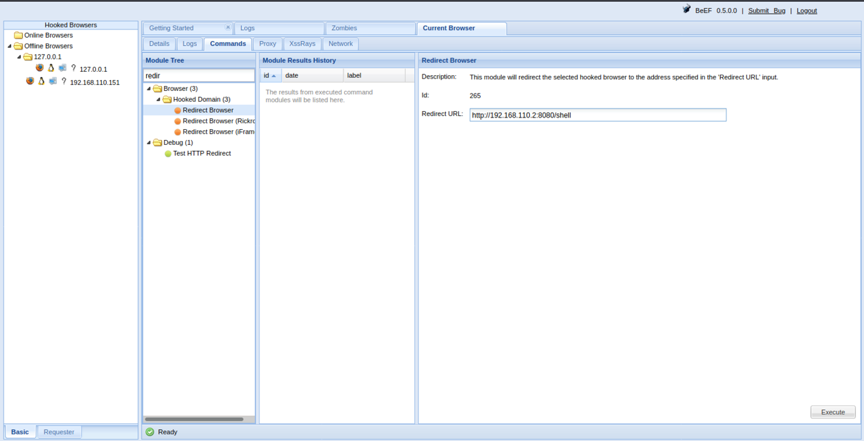 BeEF 0.5.0.0 | Submit Bug | Logout
Hooked Browsers
Online Browsers
Offline Browsers
127.0.0.1
? 127.0.0.1
? 192.168.110.151
Basic
Requester
Getting Started
Logs
Zombies
Current Browser
Details
Logs
Commands
Proxy
XssRays
Network
Module Tree
redir
Browser (3)
Hooked Domain (3)
Redirect Browser
Redirect Browser (Rickro
Redirect Browser (iFram
Debug (1)
Test HTTP Redirect
Module Results History
id date label
The results from executed command
modules will be listed here.
Redirect Browser
Description: This module will redirect the selected hooked browser to the address specified in the 'Redirect URL' input.
Id: 265
Redirect URL: http://192.168.110.2:8080/shell
Execute
Ready